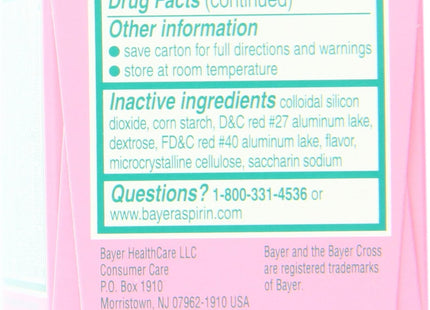 Drug Facts (continued)
Other information
● save carton for full directions and warnings
● store at room temperature
Inactive ingredients colloidal silicon
dioxide, corn starch, D&C red #27 aluminum lake,
dextrose, FD&C red #40 aluminum lake, flavor,
microcrystalline cellulose, saccharin sodium
Questions? 1-800-331-4536 or
www.bayeraspirin.com
Bayer HealthCare LLC
Consumer Care
P.O. Box 1910
Morristown, NJ 07962-1910 USA
Bayer and the Bayer Cross
are registered trademarks
of Bayer.